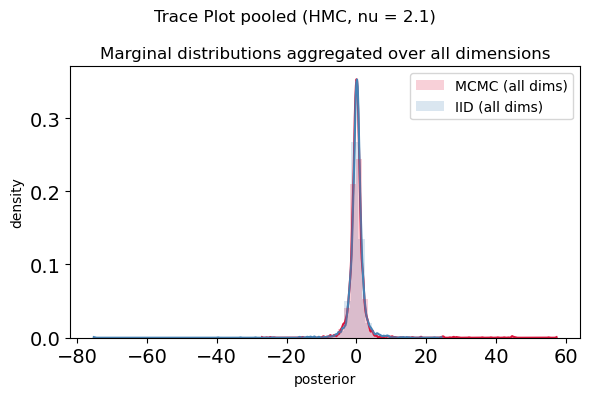 Trace Plot pooled (HMC, nu = 2.1)
Marginal distributions aggregated over all dimensions
MCMC (all dims)
IID (all dims)
density
0.3
0.2
0.1
0.0
−80 −60 −40 −20 0 20 40 60
posterior